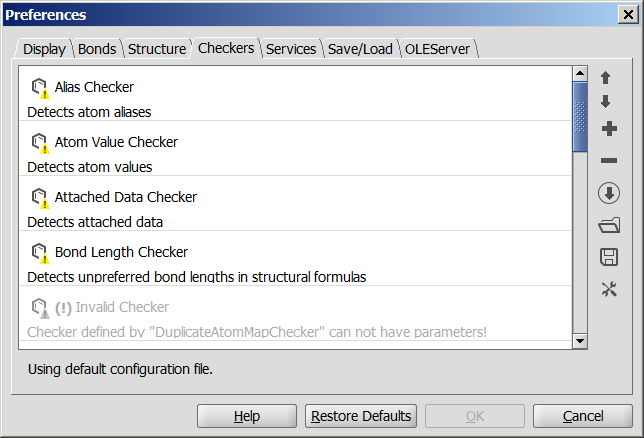 Preferences
Display Bonds Structure Checkers Services Save/Load OLEServer
Alias Checker
Detects atom aliases
Atom Value Checker
Detects atom values
Attached Data Checker
Detects attached data
Bond Length Checker
Detects unpreferred bond lengths in structural formulas
(!) Invalid Checker
Checker defined by "DuplicateAtomMapChecker" can not have parameters!
Using default configuration file.
Help Restore Defaults OK Cancel